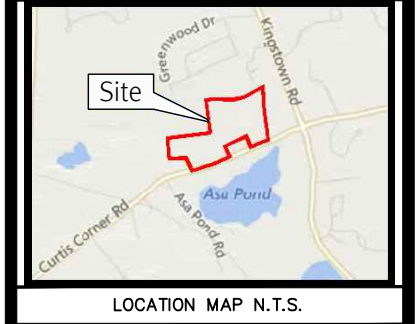 Greenwood Dr
Kingstown Rd
Site
Asa Pond
Asa Pond Rd
Curtis Corner Rd
LOCATION MAP N.T.S.